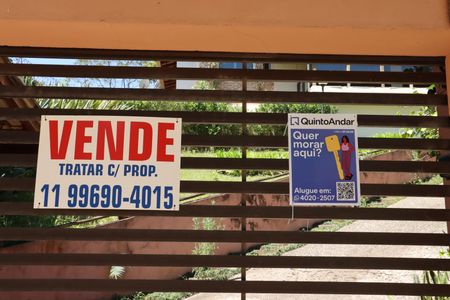 VENDE
TRATAR C/ PROP.
11 99690-4015
QuintoAndar
Quer
morar
aqui?
Alugue em:
4020-2507